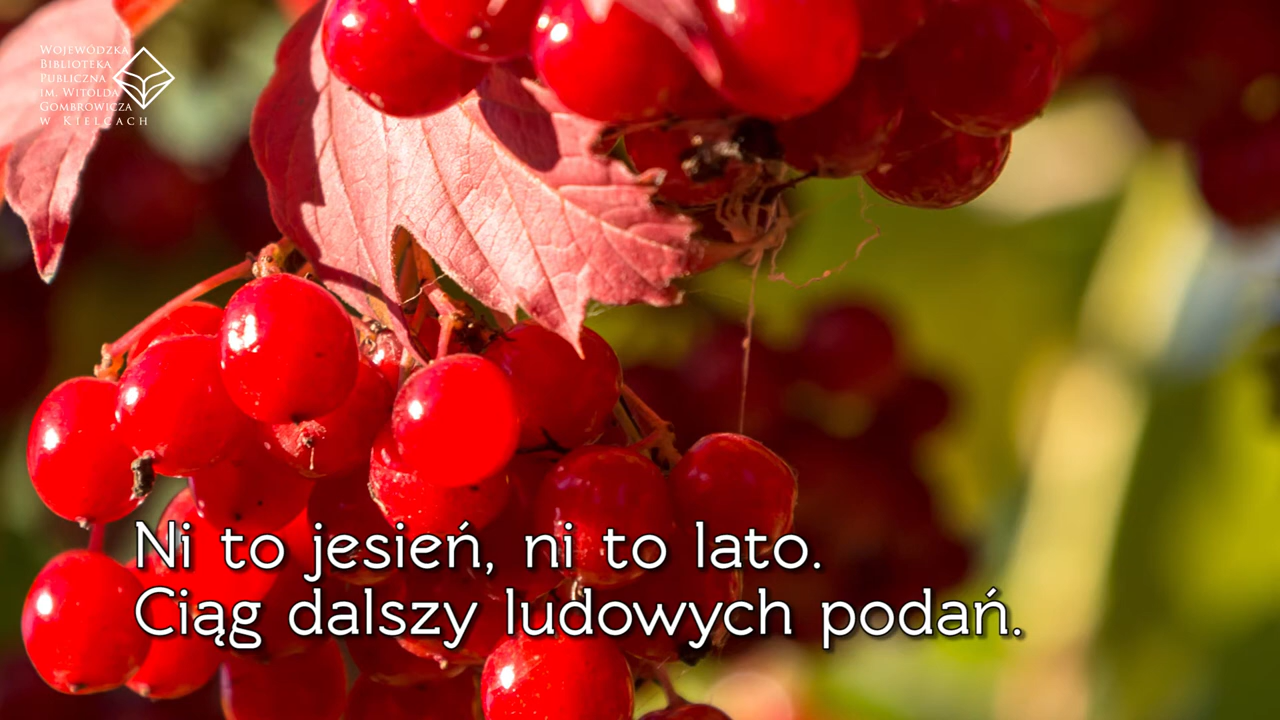 Wojewódzka
Biblioteka
Publiczna
im. Witolda
Gombrowicza
w Kielcach
Ni to jesień, ni to lato.
Ciąg dalszy ludowych podań.